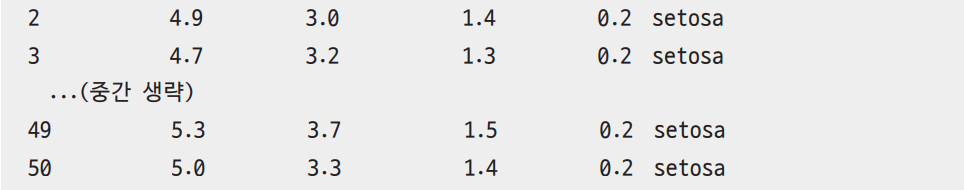 2 4.9 3.0 1.4 0.2 setosa
3 4.7 3.2 1.3 0.2 setosa
...(중간 생략)
49 5.3 3.7 1.5 0.2 setosa
50 5.0 3.3 1.4 0.2 setosa